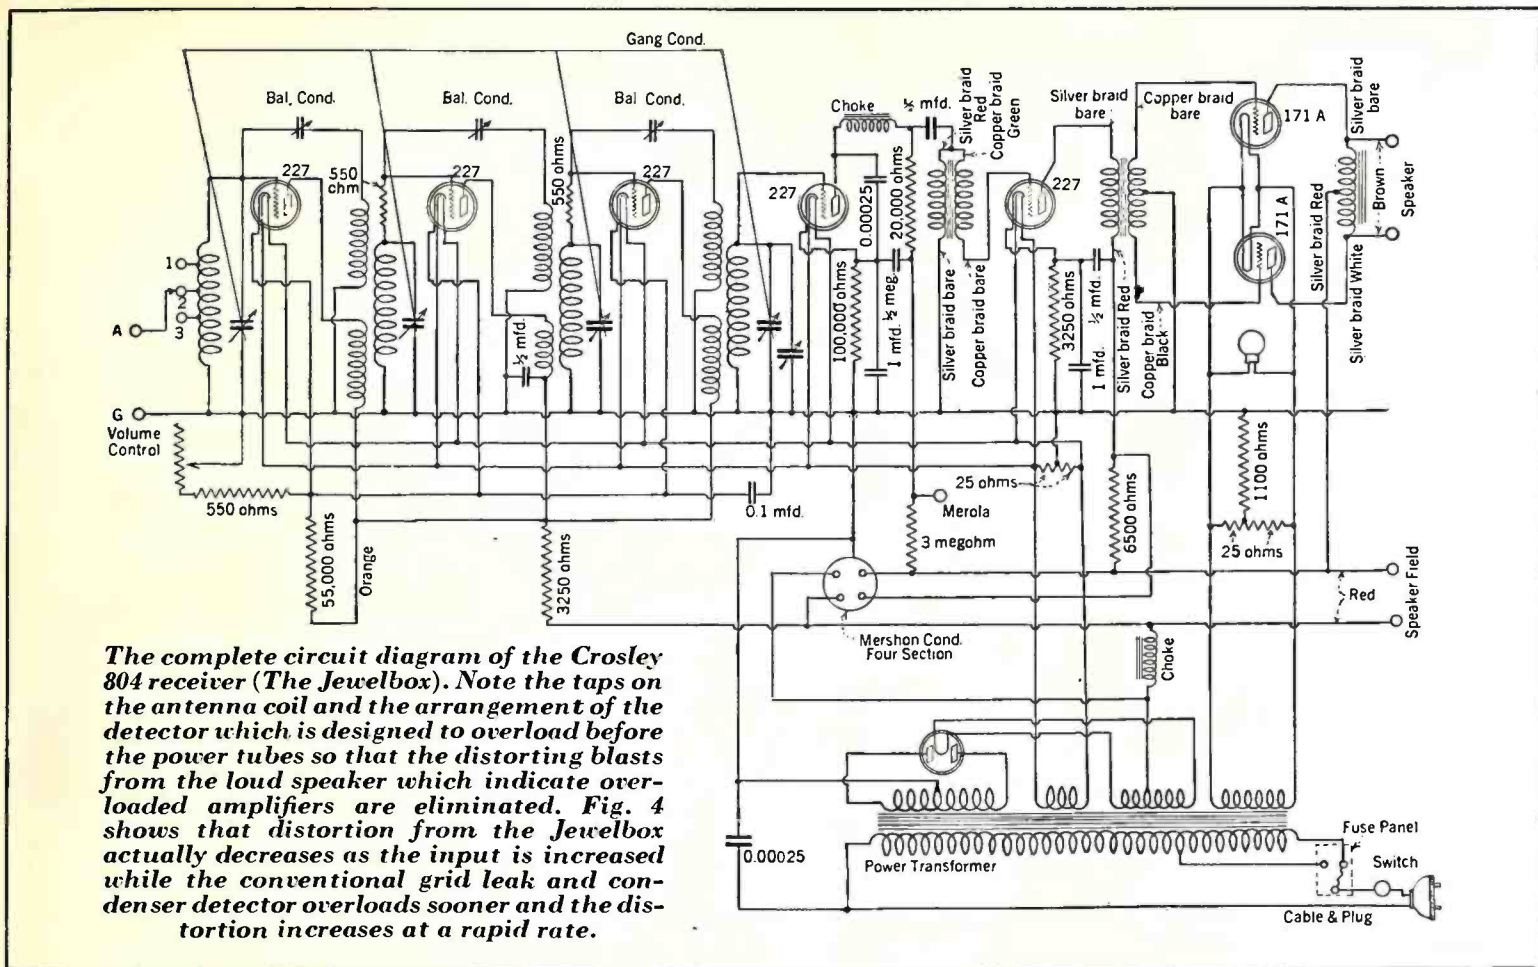 Gang Cond.
Bal. Cond.
Bal. Cond.
Bal Cond.
Choke
½ mfd.
Silver braid
Red
Copper braid
Green
Silver braid
bare
Copper braid
bare
171 A
Silver braid
bare
227
550
ohm
227
550 ohms
227
227
0.00025
20,000 ohms
227
171 A
Silver braid Red
Brown
Speaker
1
2
3
A
½ mfd.
100,000 ohms
½ meg.
1 mfd.
Silver braid bare
Copper braid bare
3250 ohms
½ mfd.
1 mfd.
Silver braid Red
Copper braid
Black
Silver braid White
G
Volume
Control
550 ohms
55,000 ohms
Orange
0.1 mfd.
3250 ohms
25 ohms
Merola
3 megohm
6500 ohms
1100 ohms
25 ohms
Red
Speaker Field
Mershon Cond.
Four Section
Choke
The complete circuit diagram of the Crosley
804 receiver (The Jewelbox). Note the taps on
the antenna coil and the arrangement of the
detector which is designed to overload before
the power tubes so that the distorting blasts
from the loud speaker which indicate over-
loaded amplifiers are eliminated. Fig. 4
shows that distortion from the Jewelbox
actually decreases as the input is increased
while the conventional grid leak and con-
denser detector overloads sooner and the dis-
tortion increases at a rapid rate.
0.00025
Power Transformer
Fuse Panel
Switch
Cable & Plug